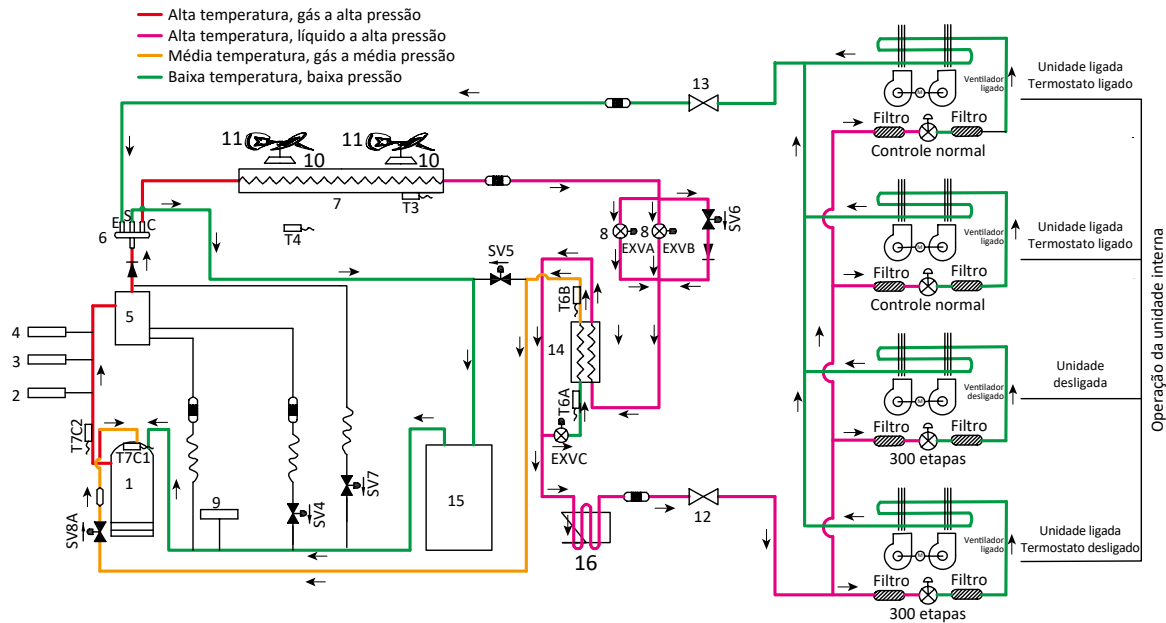 Alta temperatura, gás a alta pressão
Alta temperatura, líquido a alta pressão
Média temperatura, gás a média pressão
Baixa temperatura, baixa pressão
13
11
11
10
10
7
T3
T4
E
S
C
6
5
4
3
2
T7C2
T7C1
1
SV8A
9
SV4
SV7
15
SV5
T6B
14
T6A
EXVC
16
12
8
EXVA
8
EXVB
SV6
M
Ventilador
ligado
Filtro
Filtro
Controle normal
Unidade ligada
Termostato ligado
M
Ventilador
ligado
Filtro
Filtro
Controle normal
Unidade ligada
Termostato ligado
M
Ventilador
desligado
Filtro
Filtro
300 etapas
Unidade
desligada
M
Ventilador
ligado
Filtro
Filtro
300 etapas
Unidade ligada
Termostato desligado
Operação da unidade interna